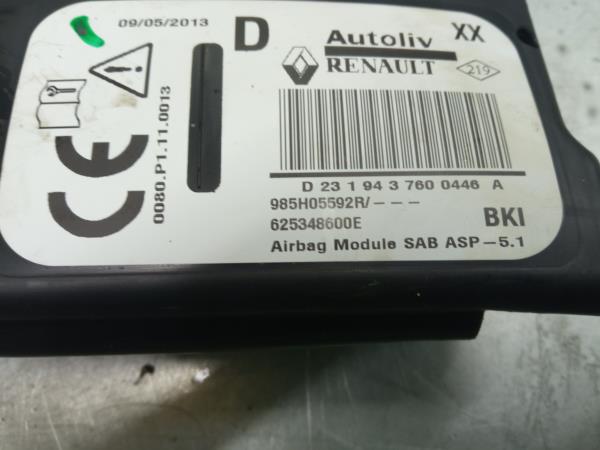 09/05/2013
D
Autoliv XX
RENAULT
219
CE
0080.P1.11.0013
D 23 1 94 3 760 0446 A
985H05592R/---
625348600E
BKI
Airbag Module SAB ASP-5.1